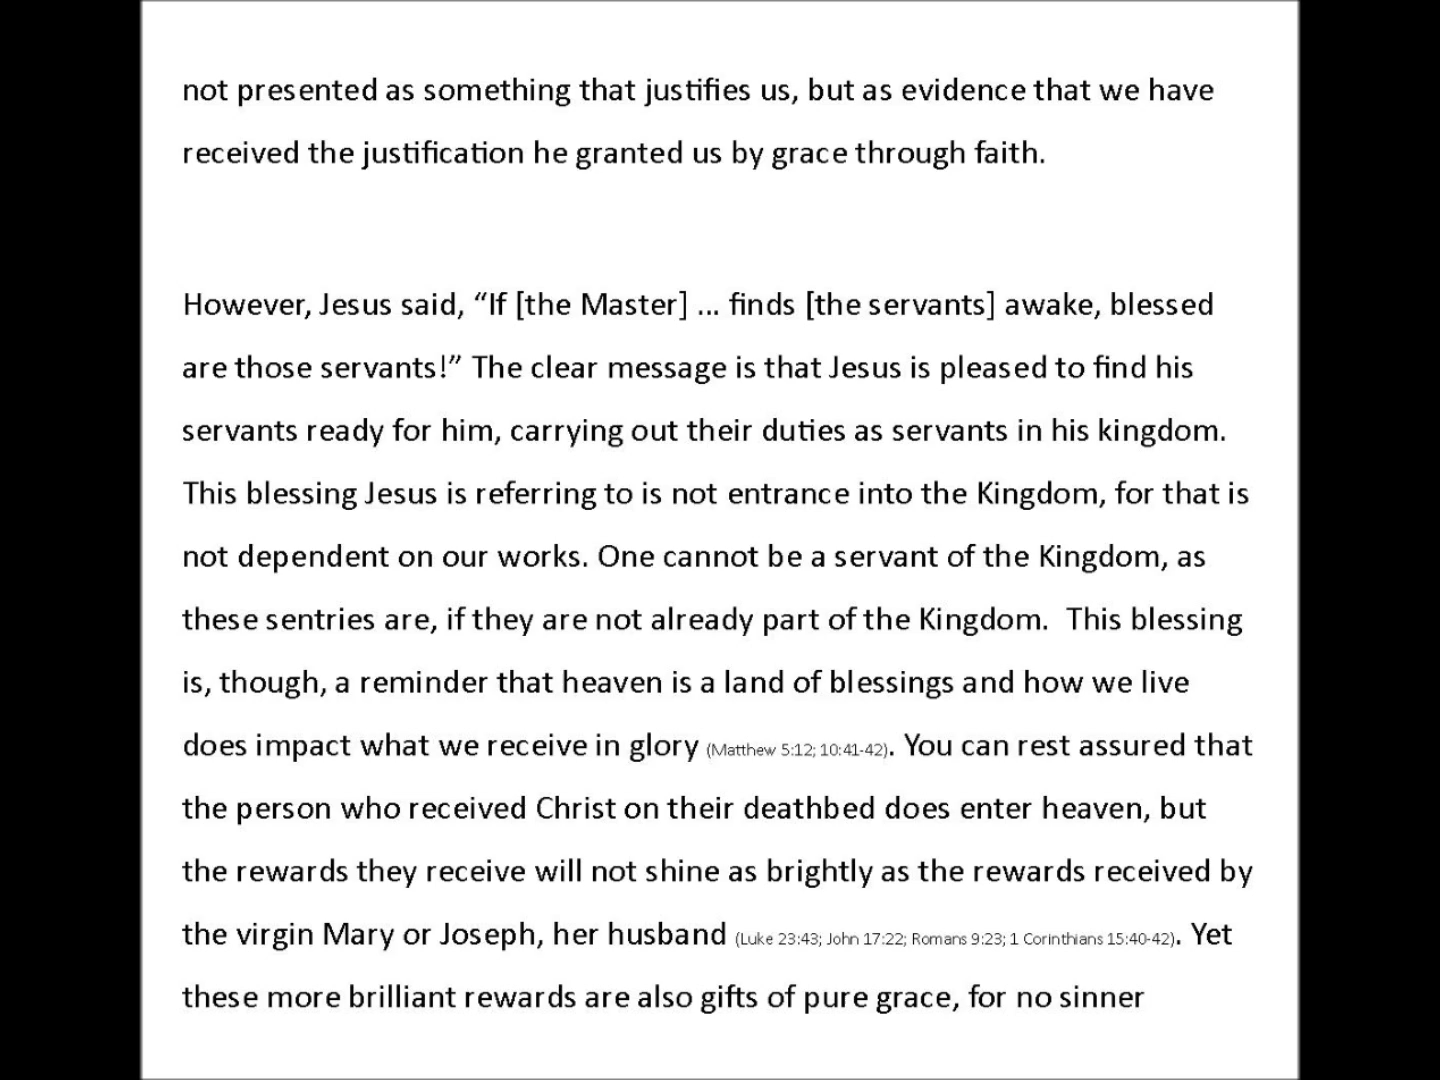 not presented as something that justifies us, but as evidence that we have
received the justification he granted us by grace through faith.
However, Jesus said, “If [the Master] ... finds [the servants] awake, blessed
are those servants!” The clear message is that Jesus is pleased to find his
servants ready for him, carrying out their duties as servants in his kingdom.
This blessing Jesus is referring to is not entrance into the Kingdom, for that is
not dependent on our works. One cannot be a servant of the Kingdom, as
these sentries are, if they are not already part of the Kingdom.  This blessing
is, though, a reminder that heaven is a land of blessings and how we live
does impact what we receive in glory (Matthew 5:12; 10:41-42). You can rest assured that
the person who received Christ on their deathbed does enter heaven, but
the rewards they receive will not shine as brightly as the rewards received by
the virgin Mary or Joseph, her husband (Luke 23:43; John 17:22; Romans 9:23; 1 Corinthians 15:40-42). Yet
these more brilliant rewards are also gifts of pure grace, for no sinner